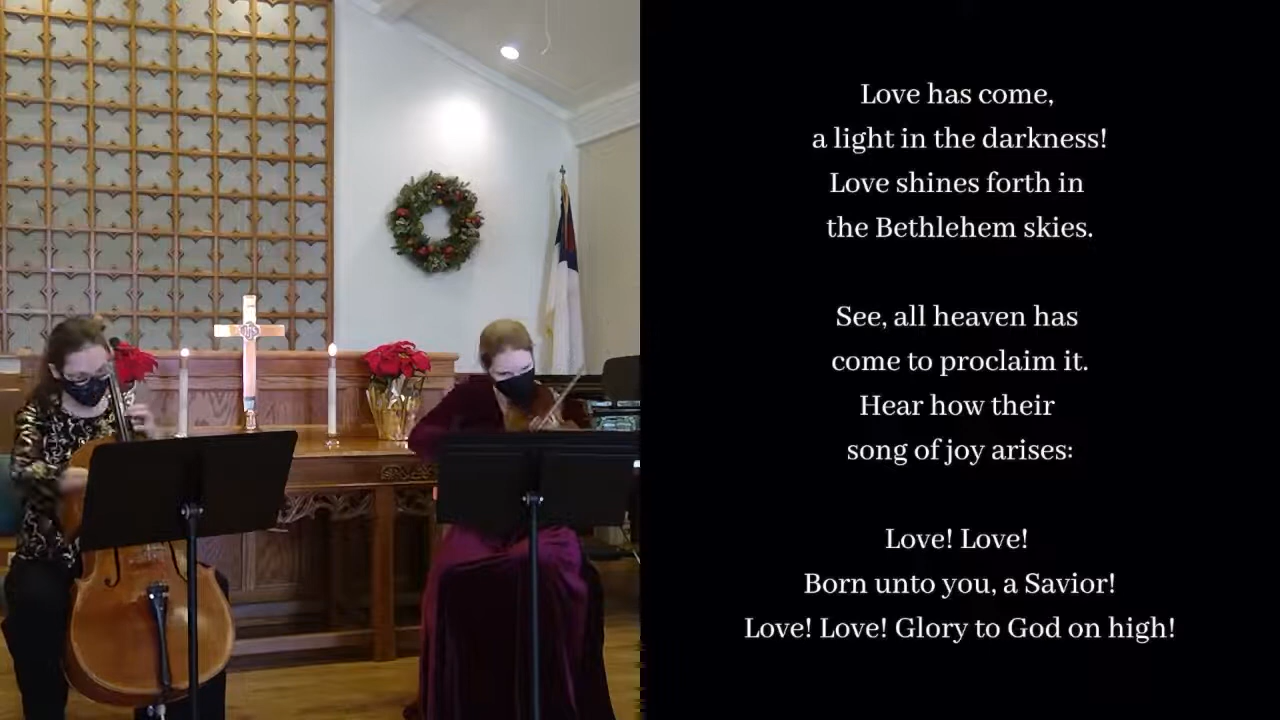 Love has come,
a light in the darkness!
Love shines forth in
the Bethlehem skies.
See, all heaven has
come to proclaim it.
Hear how their
song of joy arises:
Love! Love!
Born unto you, a Savior!
Love! Love! Glory to God on high!